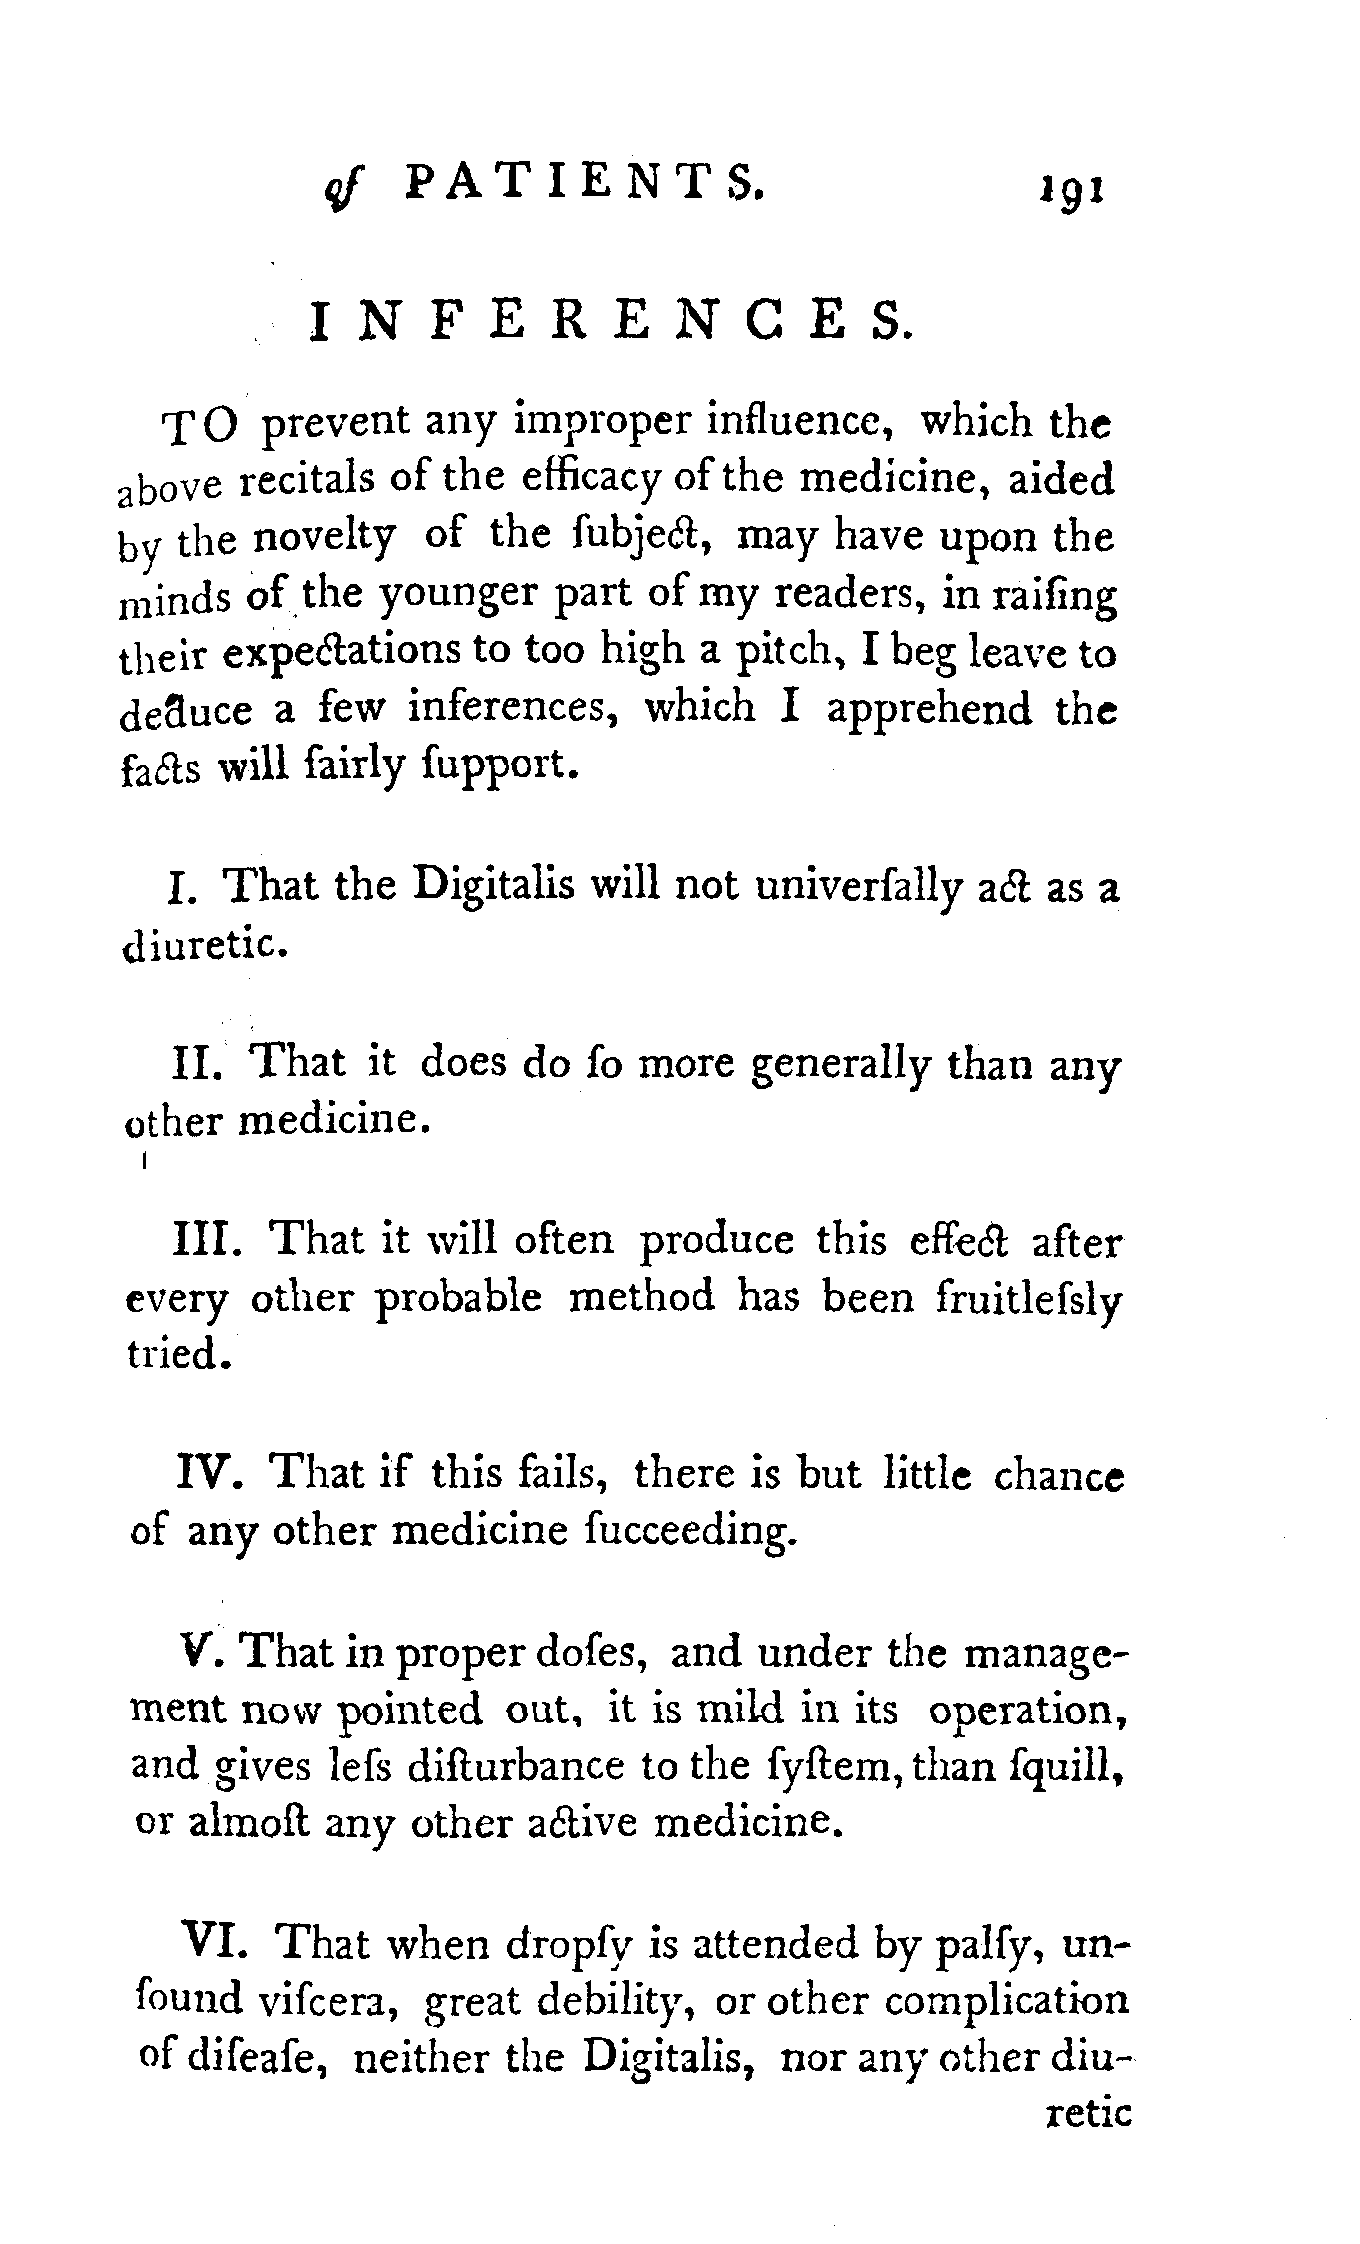 of PATIENTS. 191
INFERENCES.
TO prevent any improper influence, which the
above recitals of the efficacy of the medicine, aided
by the novelty of the ſubject, may have upon the
minds of the younger part of my readers, in raiſing
their expectations to too high a pitch, I beg leave to
deduce a few inferences, which I apprehend the
facts will fairly ſupport.
I. That the Digitalis will not univerſally act as a
diuretic.
II. That it does do ſo more generally than any
other medicine.
III. That it will often produce this effect after
every other probable method has been fruitleſsly
tried.
IV. That if this fails, there is but little chance
of any other medicine ſucceeding.
V. That in proper doſes, and under the manage-
ment now pointed out, it is mild in its operation,
and gives leſs diſturbance to the ſyſtem, than ſquill,
or almoſt any other active medicine.
VI. That when dropſy is attended by palſy, un-
ſound viſcera, great debility, or other complication
of diſeaſe, neither the Digitalis, nor any other diu-
retic